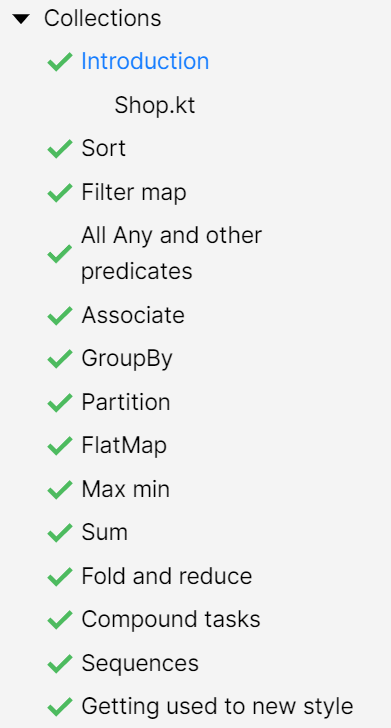 Collections
Introduction
Shop.kt
Sort
Filter map
All Any and other
predicates
Associate
GroupBy
Partition
FlatMap
Max min
Sum
Fold and reduce
Compound tasks
Sequences
Getting used to new style